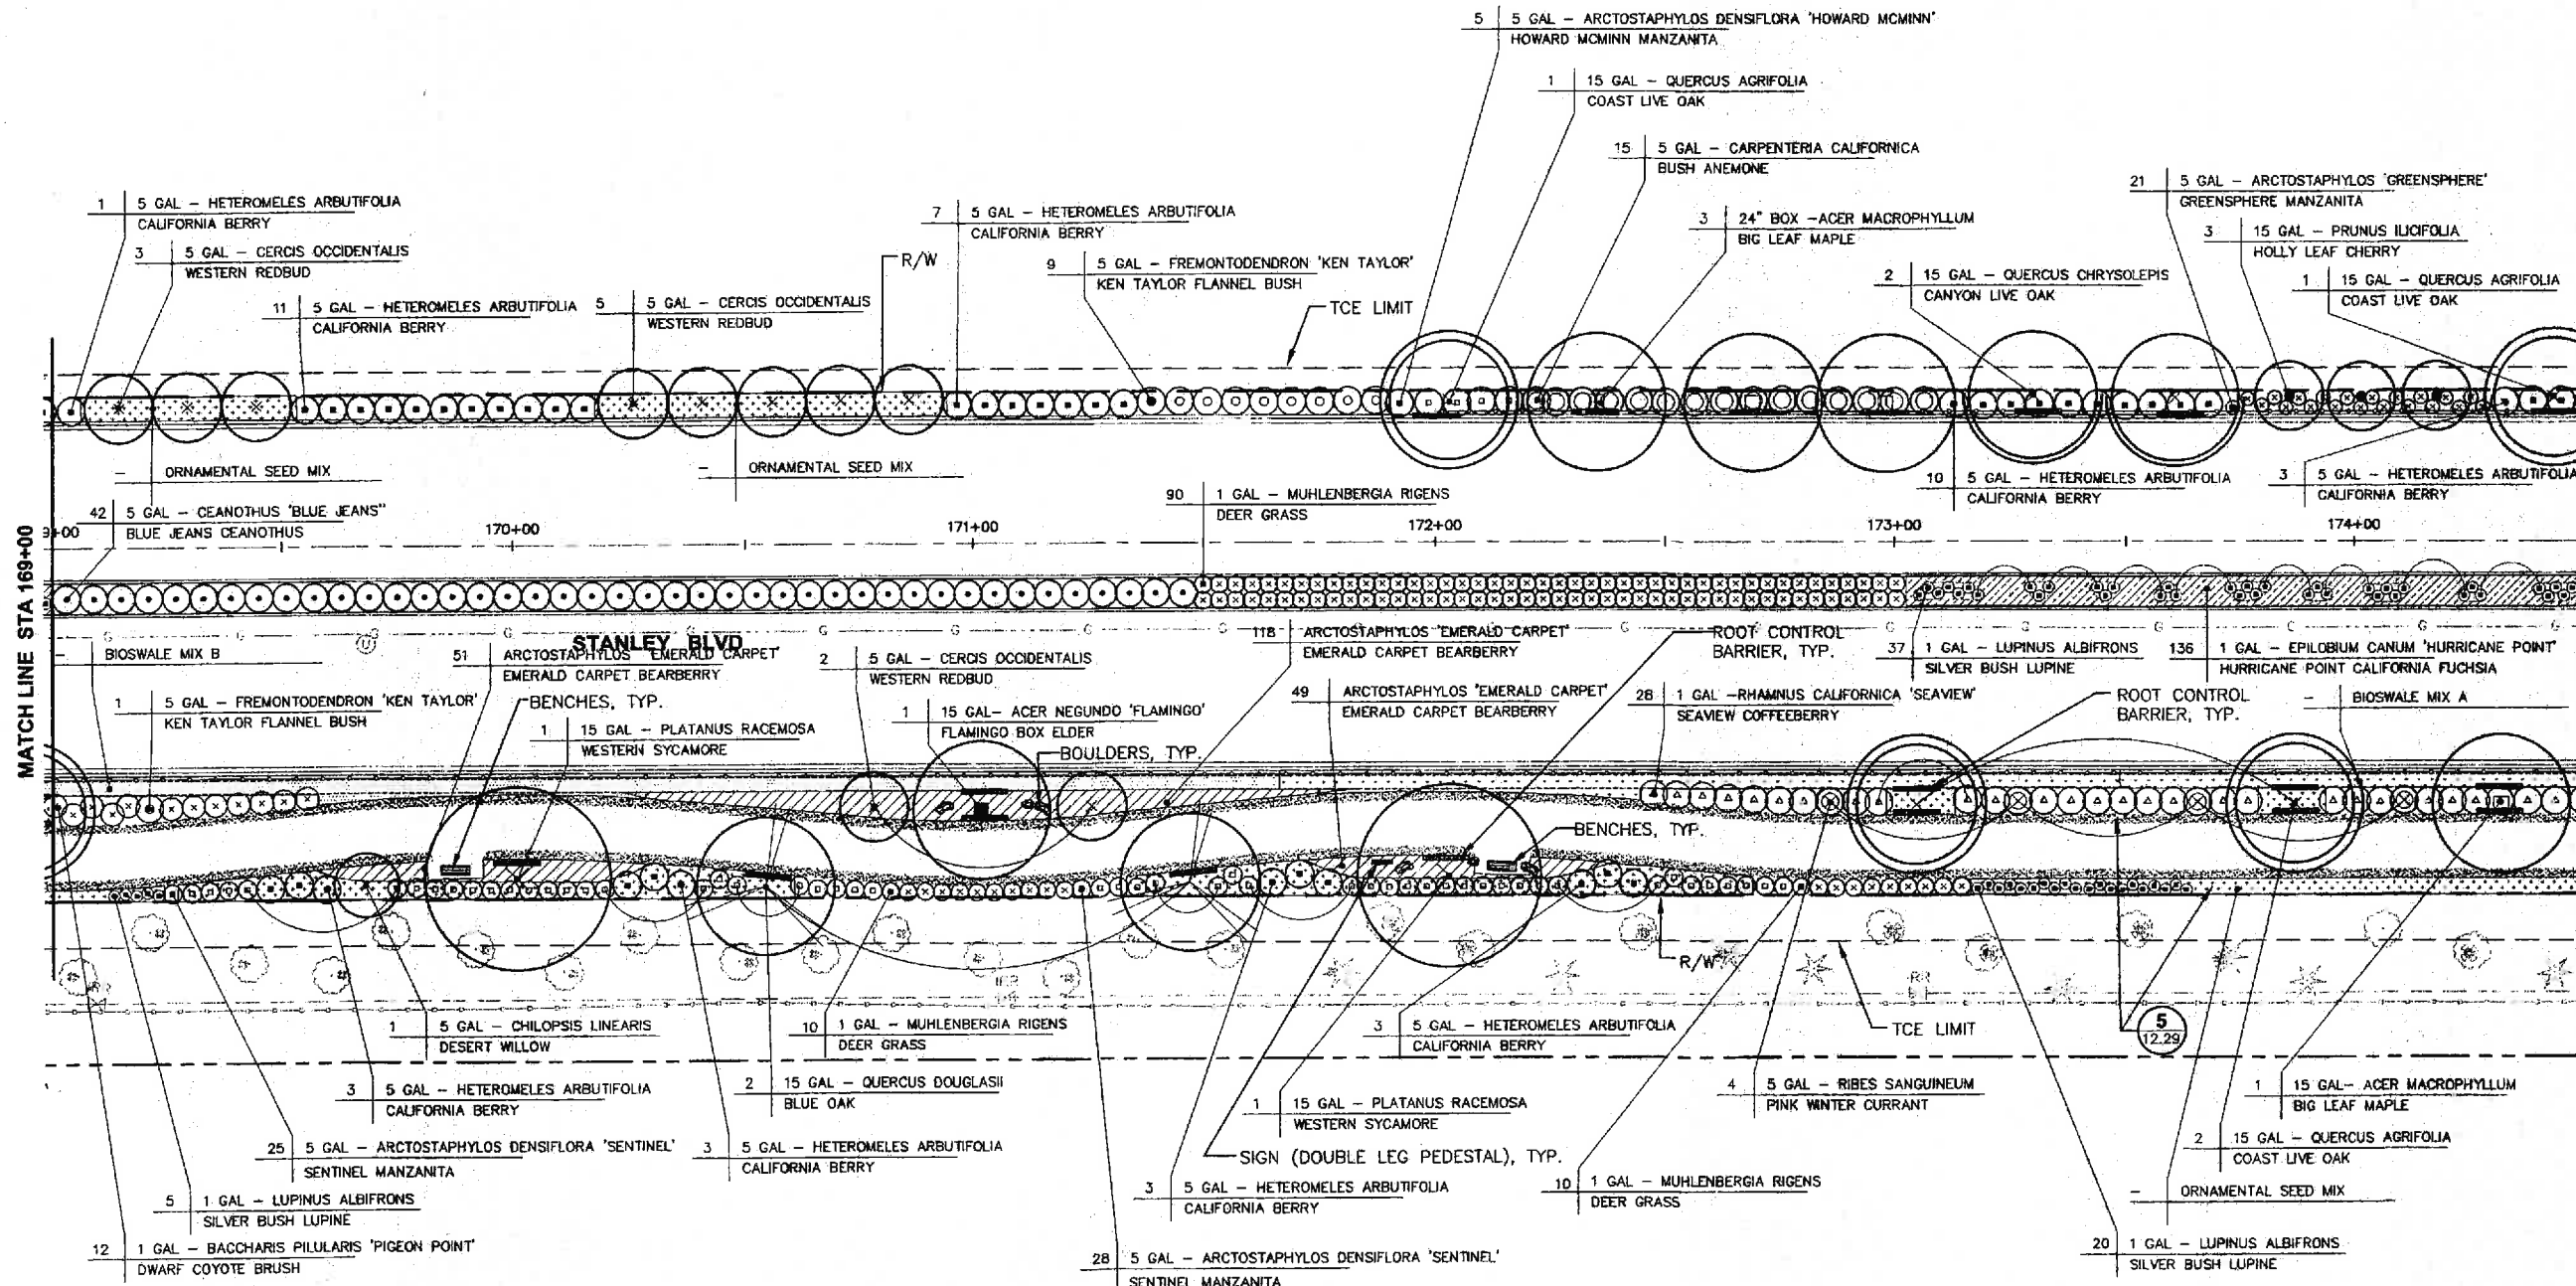 5 5 GAL – ARCTOSTAPHYLOS DENSIFLORA 'HOWARD MCMINN'
HOWARD MCMINN MANZANITA
1 15 GAL – QUERCUS AGRIFOLIA
COAST LIVE OAK
15 5 GAL – CARPENTERIA CALIFORNICA
BUSH ANEMONE
21 5 GAL – ARCTOSTAPHYLOS 'GREENSPHERE'
GREENSPHERE MANZANITA
1 5 GAL – HETEROMELES ARBUTIFOLIA
CALIFORNIA BERRY
7 5 GAL – HETEROMELES ARBUTIFOLIA
CALIFORNIA BERRY
3 24" BOX –ACER MACROPHYLLUM
BIG LEAF MAPLE
3 15 GAL – PRUNUS ILICIFOLIA
HOLLY LEAF CHERRY
3 5 GAL – CERCIS OCCIDENTALIS
WESTERN REDBUD
R/W
9 5 GAL – FREMONTODENDRON 'KEN TAYLOR'
KEN TAYLOR FLANNEL BUSH
2 15 GAL – QUERCUS CHRYSOLEPIS
CANYON LIVE OAK
1 15 GAL – QUERCUS AGRIFOLIA
COAST LIVE OAK
11 5 GAL – HETEROMELES ARBUTIFOLIA
CALIFORNIA BERRY
5 5 GAL – CERCIS OCCIDENTALIS
WESTERN REDBUD
TCE LIMIT
– ORNAMENTAL SEED MIX
– ORNAMENTAL SEED MIX
10 5 GAL – HETEROMELES ARBUTIFOLIA
CALIFORNIA BERRY
3 5 GAL – HETEROMELES ARBUTIFOLIA
CALIFORNIA BERRY
90 1 GAL – MUHLENBERGIA RIGENS
DEER GRASS
42 5 GAL – CEANOTHUS 'BLUE JEANS"
BLUE JEANS CEANOTHUS
MATCH LINE STA 169+00
9+00
170+00
171+00
172+00
173+00
174+00
STANLEY BLVD
– BIOSWALE MIX B
51 ARCTOSTAPHYLOS 'EMERALD CARPET'
EMERALD CARPET BEARBERRY
2 5 GAL – CERCIS OCCIDENTALIS
WESTERN REDBUD
118 ARCTOSTAPHYLOS 'EMERALD CARPET'
EMERALD CARPET BEARBERRY
ROOT CONTROL
BARRIER, TYP.
37 1 GAL – LUPINUS ALBIFRONS
SILVER BUSH LUPINE
136 1 GAL – EPILOBIUM CANUM 'HURRICANE POINT'
HURRICANE POINT CALIFORNIA FUCHSIA
1 5 GAL – FREMONTODENDRON 'KEN TAYLOR'
KEN TAYLOR FLANNEL BUSH
BENCHES, TYP.
1 15 GAL – PLATANUS RACEMOSA
WESTERN SYCAMORE
1 15 GAL– ACER NEGUNDO 'FLAMINGO'
FLAMINGO BOX ELDER
BOULDERS, TYP.
49 ARCTOSTAPHYLOS 'EMERALD CARPET'
EMERALD CARPET BEARBERRY
28 1 GAL –RHAMNUS CALIFORNICA 'SEAVIEW'
SEAVIEW COFFEEBERRY
ROOT CONTROL
BARRIER, TYP.
– BIOSWALE MIX A
BENCHES, TYP.
R/W
TCE LIMIT
5
12.29
1 5 GAL – CHILOPSIS LINEARIS
DESERT WILLOW
10 1 GAL – MUHLENBERGIA RIGENS
DEER GRASS
3 5 GAL – HETEROMELES ARBUTIFOLIA
CALIFORNIA BERRY
3 5 GAL – HETEROMELES ARBUTIFOLIA
CALIFORNIA BERRY
2 15 GAL – QUERCUS DOUGLASII
BLUE OAK
1 15 GAL – PLATANUS RACEMOSA
WESTERN SYCAMORE
4 5 GAL – RIBES SANGUINEUM
PINK WINTER CURRANT
1 15 GAL– ACER MACROPHYLLUM
BIG LEAF MAPLE
25 5 GAL – ARCTOSTAPHYLOS DENSIFLORA 'SENTINEL'
SENTINEL MANZANITA
3 5 GAL – HETEROMELES ARBUTIFOLIA
CALIFORNIA BERRY
SIGN (DOUBLE LEG PEDESTAL), TYP.
2 15 GAL – QUERCUS AGRIFOLIA
COAST LIVE OAK
5 1 GAL – LUPINUS ALBIFRONS
SILVER BUSH LUPINE
3 5 GAL – HETEROMELES ARBUTIFOLIA
CALIFORNIA BERRY
10 1 GAL – MUHLENBERGIA RIGENS
DEER GRASS
– ORNAMENTAL SEED MIX
12 1 GAL – BACCHARIS PILULARIS 'PIGEON POINT'
DWARF COYOTE BRUSH
28 5 GAL – ARCTOSTAPHYLOS DENSIFLORA 'SENTINEL'
SENTINEL MANZANITA
20 1 GAL – LUPINUS ALBIFRONS
SILVER BUSH LUPINE